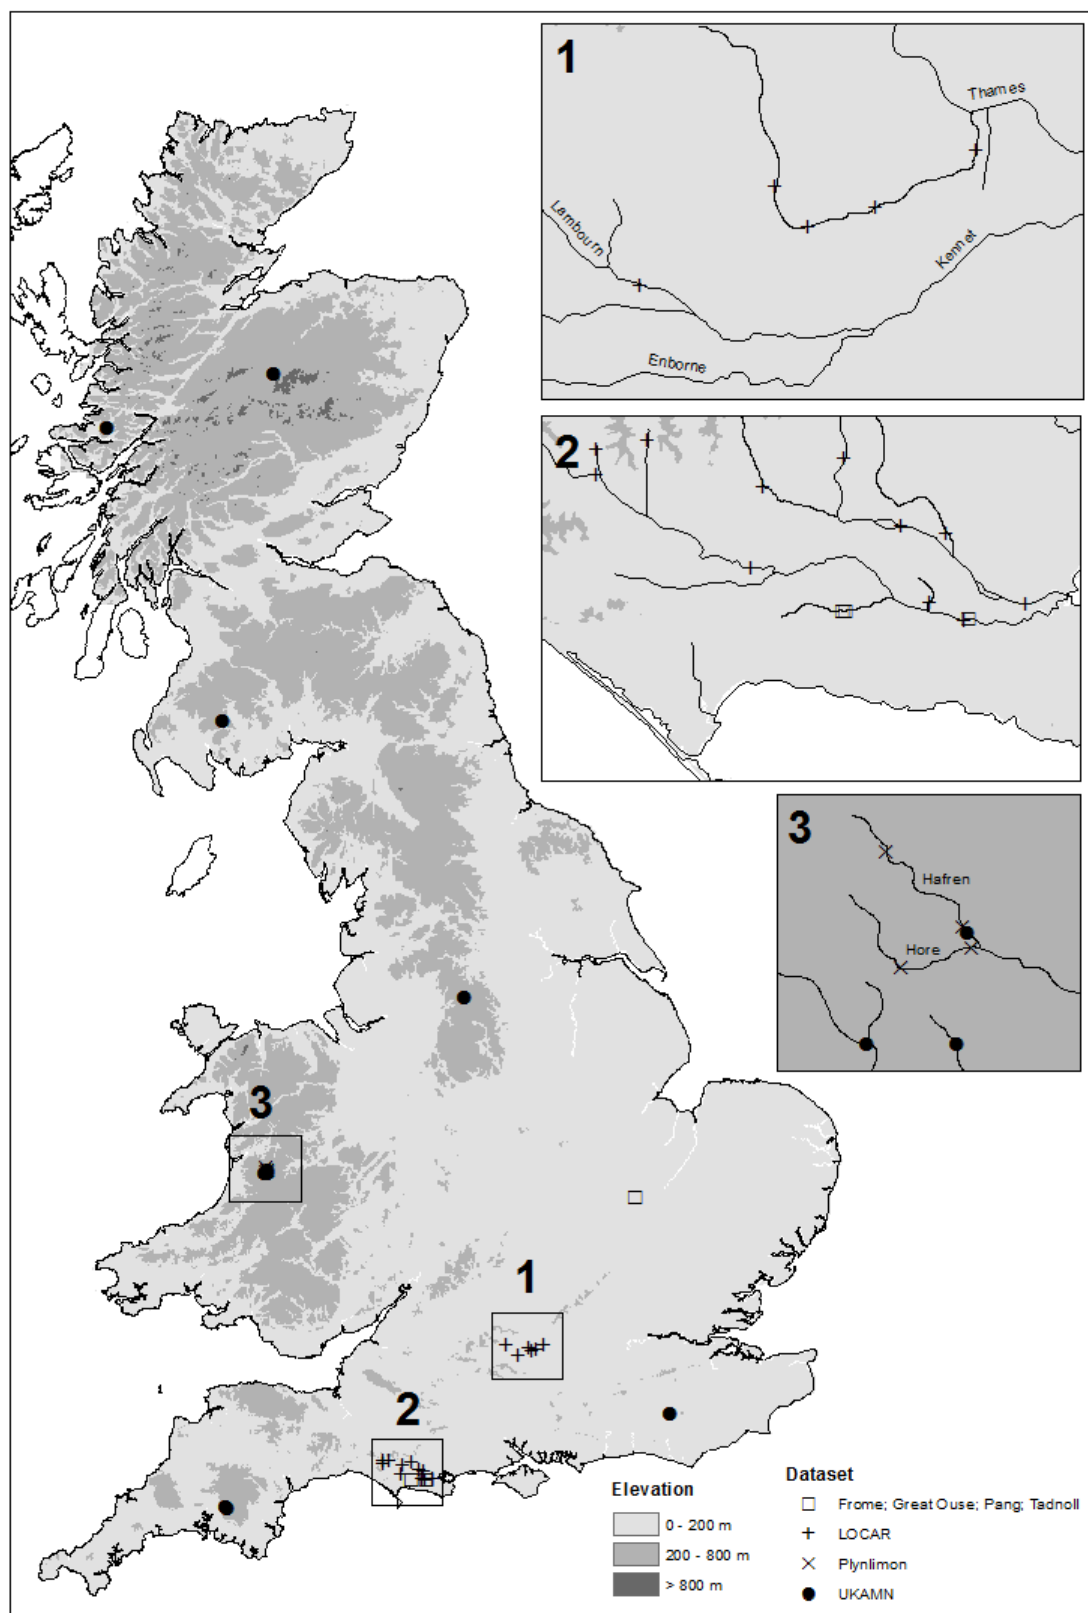 1
Thames
Lambourn
Kennet
Enborne
2
3
Hafren
Hore
3
1
2
Elevation
0 - 200 m
200 - 800 m
> 800 m
Dataset
Frome; Great Ouse; Pang; Tadnoll
LOCAR
Plynlimon
UKAMN